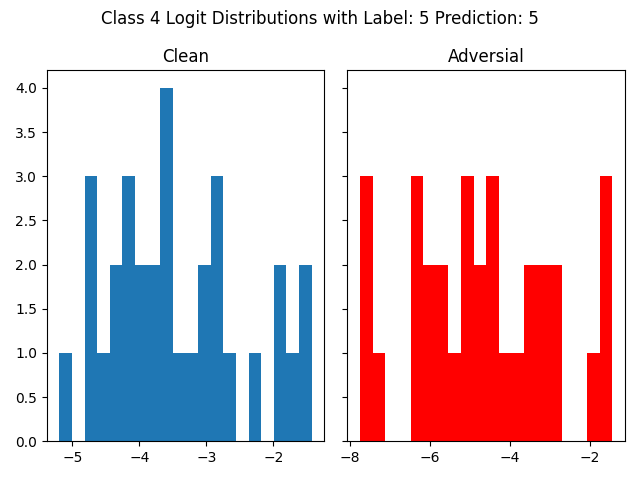 Class 4 Logit Distributions with Label: 5 Prediction: 5
Clean
Adversial
4.0
3.5
3.0
2.5
2.0
1.5
1.0
0.5
0.0
−5 −4 −3 −2
−8 −6 −4 −2